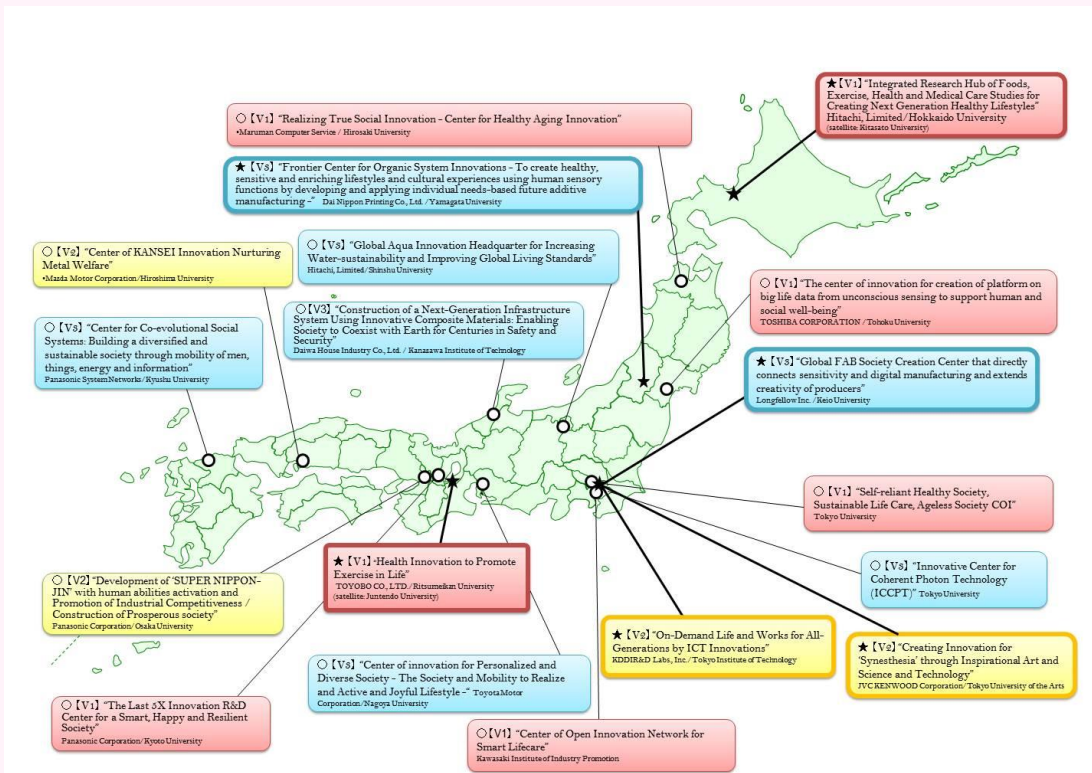 ★【V1】“Integrated Research Hub of Foods,
Exercise, Health and Medical Care Studies for
Creating Next Generation Healthy Lifestyles”
Hitachi, Limited/Hokkaido University
(satellite: Kitasato University)
○【V1】“Realizing True Social Innovation - Center for Healthy Aging Innovation”
•Maruman Computer Service / Hirosaki University
★【V3】“Frontier Center for Organic System Innovations - To create healthy,
sensitive and enriching lifestyles and cultural experiences using human sensory
functions by developing and applying individual needs-based future additive
manufacturing -” Dai Nippon Printing Co., Ltd. /Yamagata University
○【V2】“Center of KANSEI Innovation Nurturing
Metal Welfare”
•Mazda Motor Corporation/Hiroshima University
○【V3】“Global Aqua Innovation Headquarter for Increasing
Water-sustainability and Improving Global Living Standards”
Hitachi, Limited/Shinshu University
○【V1】“The center of innovation for creation of platform on
big life data from unconscious sensing to support human and
social well-being”
TOSHIBA CORPORATION / Tohoku University
○【V3】“Construction of a Next-Generation Infrastructure
System Using Innovative Composite Materials: Enabling
Society to Coexist with Earth for Centuries in Safety and
Security”
Daiwa House Industry Co., Ltd. / Kanazawa Institute of Technology
○【V3】“Center for Co-evolutional Social
Systems: Building a diversified and
sustainable society through mobility of men,
things, energy and information”
Panasonic SystemNetworks/Kyushu University
★【V3】“Global FAB Society Creation Center that directly
connects sensitivity and digital manufacturing and extends
creativity of producers”
Longfellow Inc. /Keio University
○【V1】“Self-reliant Healthy Society,
Sustainable Life Care, Ageless Society COI”
Tokyo University
★【V1】“Health Innovation to Promote
Exercise in Life”
TOYOBO CO., LTD./Ritsumeikan University
(satellite: Juntendo University)
○【V3】“Innovative Center for
Coherent Photon Technology
(ICCPT)” Tokyo University
○【V2】“Development of ‘SUPER NIPPON-
JIN’ with human abilities activation and
Promotion of Industrial Competitiveness /
Construction of Prosperous society”
Panasonic Corporation/Osaka University
★【V2】“On-Demand Life and Works for All-
Generations by ICT Innovations”
KDDIR&D Labs, Inc./Tokyo Institute of Technology
★【V2】“Creating Innovation for
‘Synesthesia’ through Inspirational Art and
Science and Technology”
JVC KENWOOD Corporation/Tokyo University of the Arts
○【V3】“Center of innovation for Personalized and
Diverse Society - The Society and Mobility to Realize
and Active and Joyful Lifestyle -“ Toyota Motor
Corporation/Nagoya University
○【V1】“The Last 5X Innovation R&D
Center for a Smart, Happy and Resilient
Society”
Panasonic Corporation/Kyoto University
○【V1】“Center of Open Innovation Network for
Smart Lifecare”
Kawasaki Institute of Industry Promotion